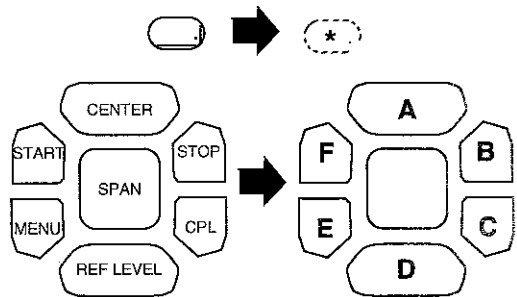 *
CENTER
START
STOP
SPAN
MENU
CPL
REF LEVEL
A
F
B
E
C
D